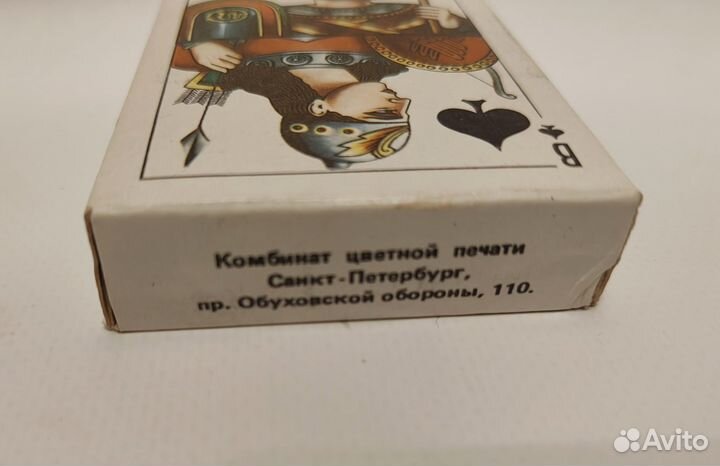 В
Комбинат цветной печати
Санкт-Петербург,
пр. Обуховской обороны, 110.
Avito